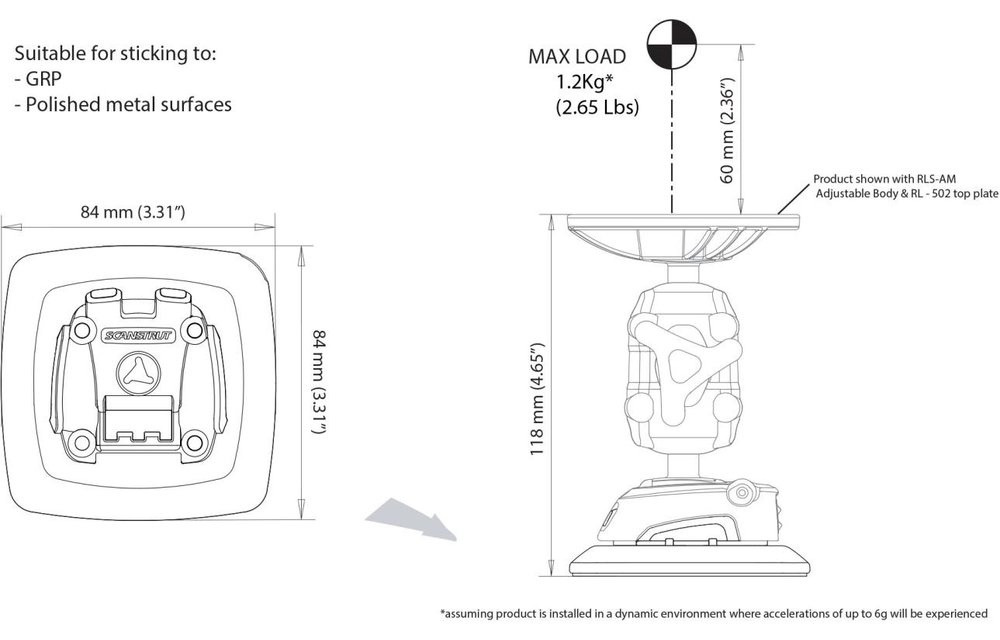 Suitable for sticking to:
- GRP
- Polished metal surfaces
MAX LOAD
1.2Kg*
(2.65 Lbs)
60 mm (2.36”)
Product shown with RLS-AM
Adjustable Body & RL - 502 top plate
84 mm (3.31”)
SCANSTRUT
84 mm (3.31”)
118 mm (4.65”)
*assuming product is installed in a dynamic environment where accelerations of up to 6g will be experienced